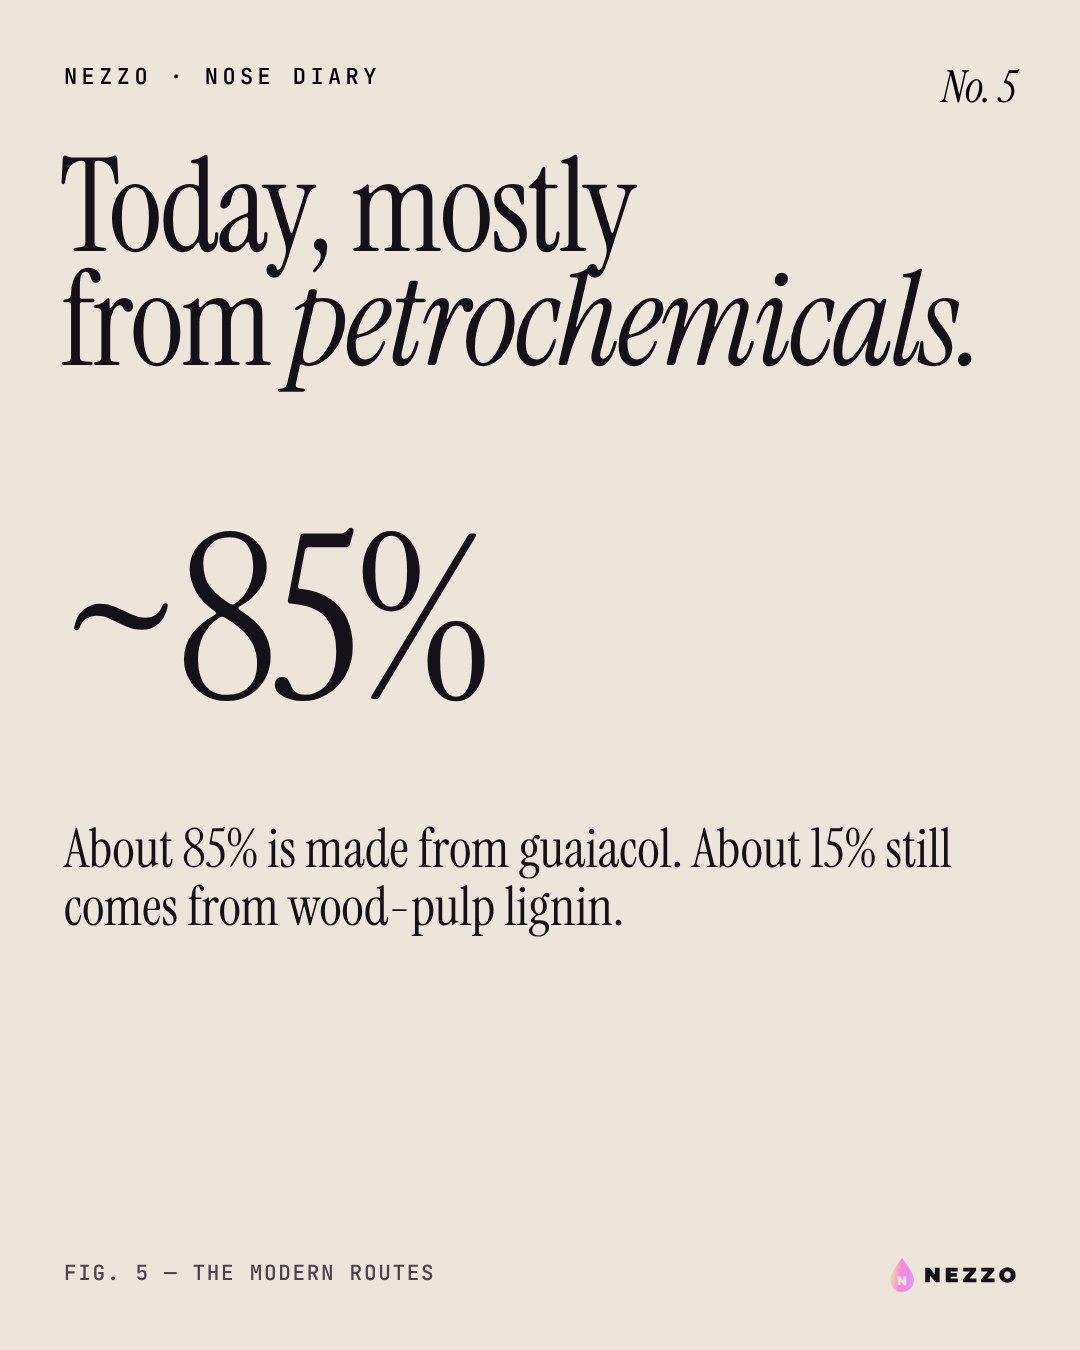 NEZZO · NOSE DIARY
No. 5
Today, mostly
from petrochemicals.
~85%
About 85% is made from guaiacol. About 15% still
comes from wood-pulp lignin.
FIG. 5 — THE MODERN ROUTES
N NEZZO